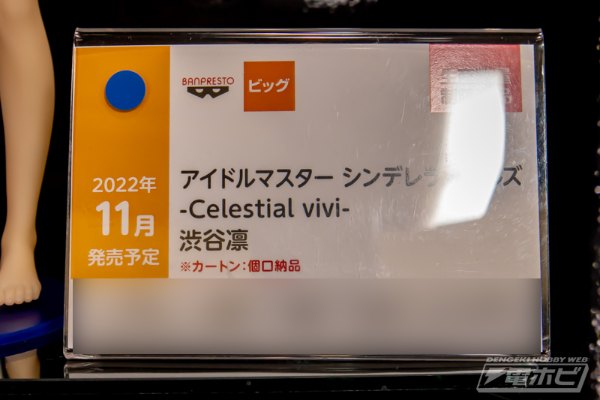 BANPRESTO
ビッグ
2022年
11月
発売予定
アイドルマスター シンデレ ズ
-Celestial vivi-
渋谷凛
※カートン:個口納品
DENGEKI HOBBY WEB
電ホビ